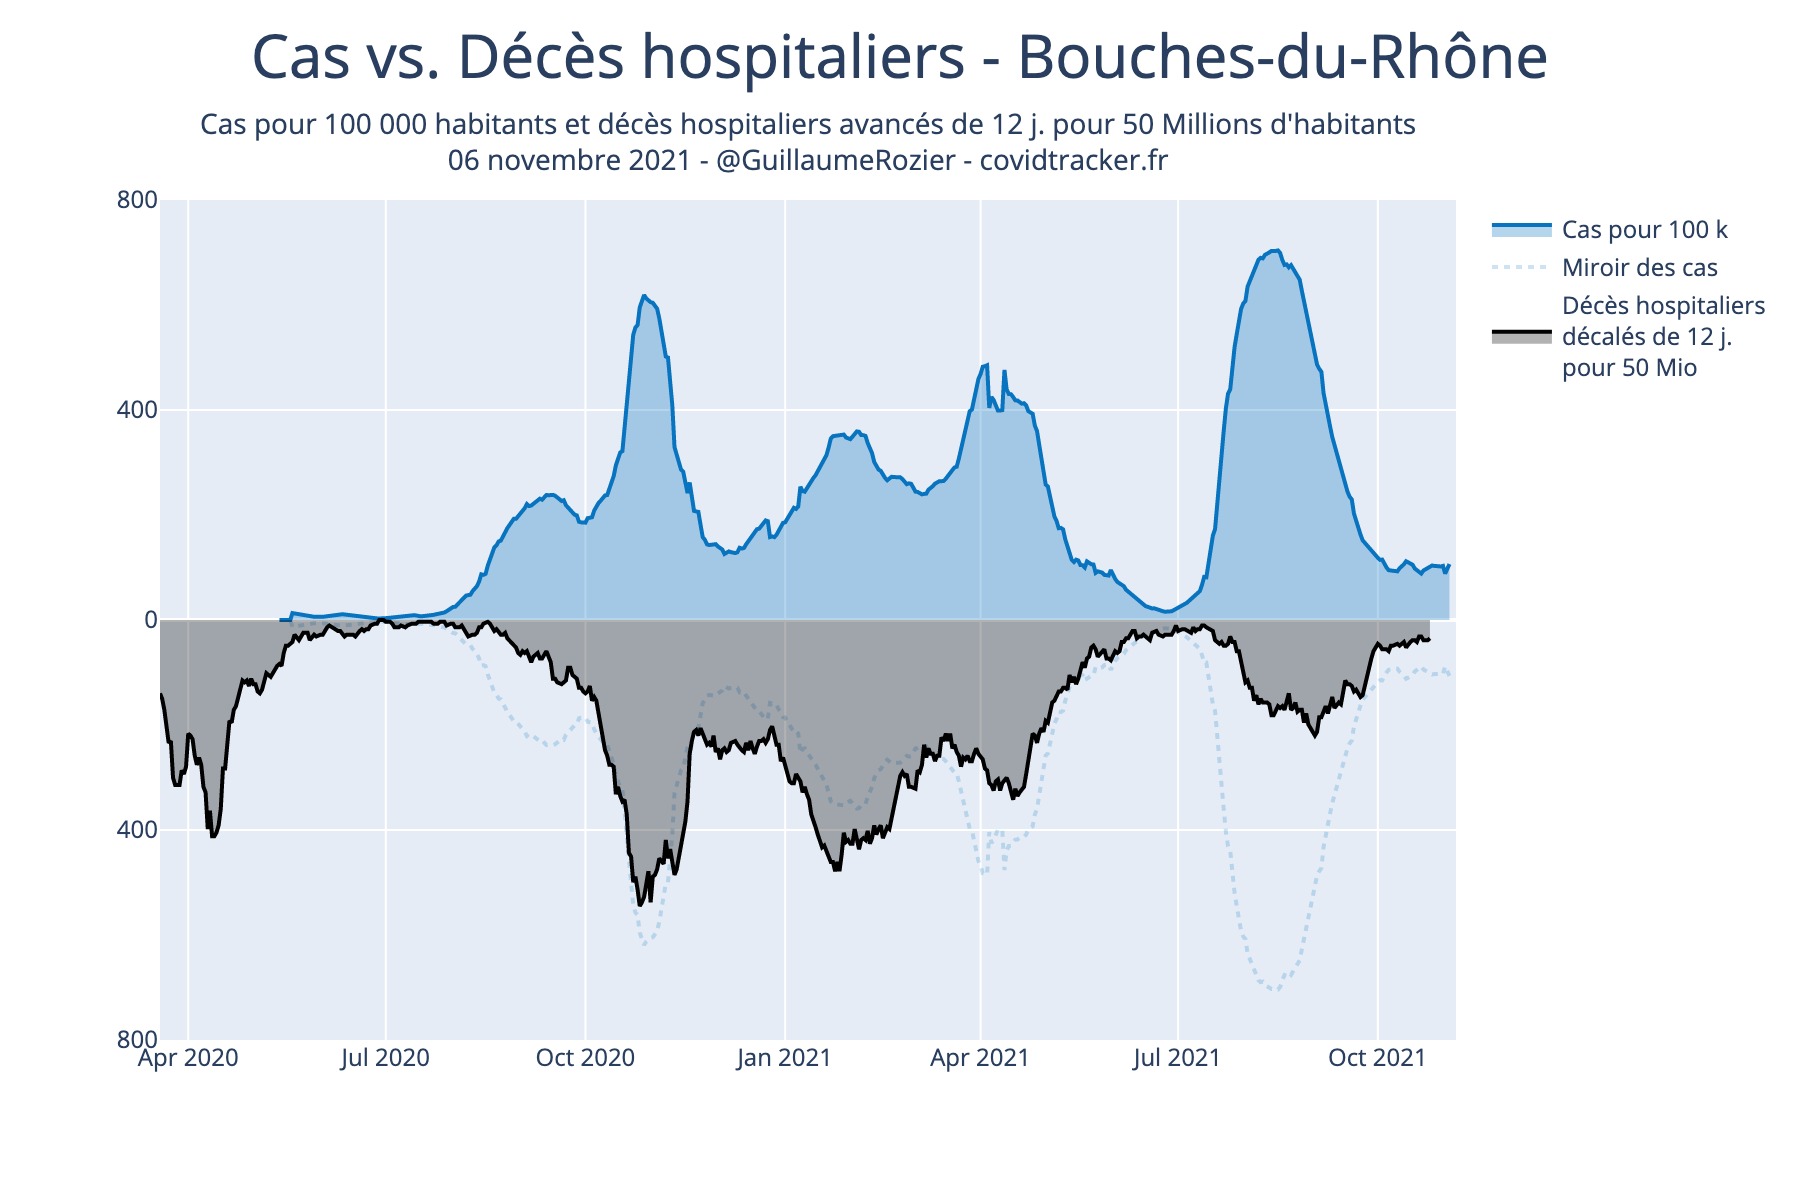 Cas vs. Décès hospitaliers - Bouches-du-Rhône
Cas pour 100 000 habitants et décès hospitaliers avancés de 12 j. pour 50 Millions d'habitants
06 novembre 2021 - @GuillaumeRozier - covidtracker.fr
800
400
0
400
800
Apr 2020
Jul 2020
Oct 2020
Jan 2021
Apr 2021
Jul 2021
Oct 2021
Cas pour 100 k
Miroir des cas
Décès hospitaliers
décalés de 12 j.
pour 50 Mio